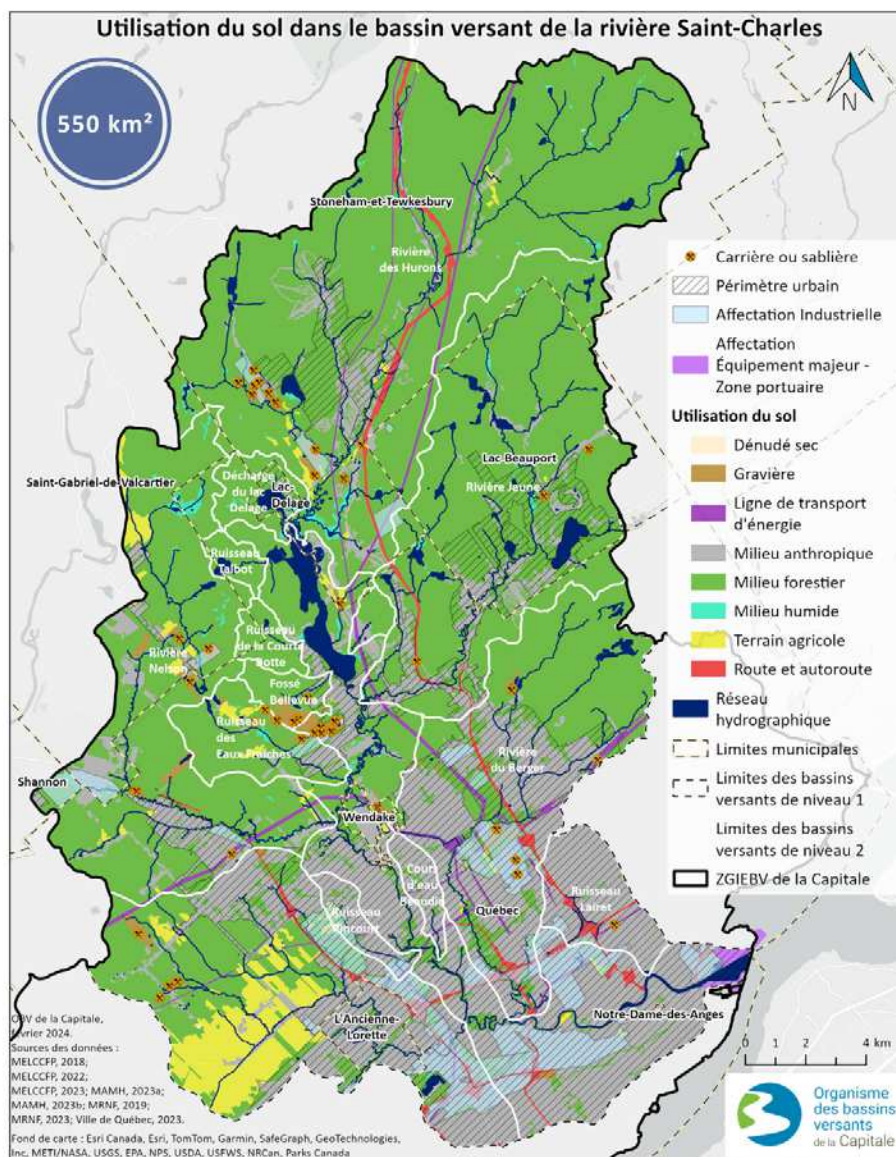 Utilisation du sol dans le bassin versant de la rivière Saint-Charles
550 km²
N
Stoneham-et-Tewkesbury
Rivière
des Hurons
Carrière ou sablière
Périmètre urbain
Affectation Industrielle
Affectation
Équipement majeur -
Zone portuaire
Utilisation du sol
Dénudé sec
Gravière
Ligne de transport
d'énergie
Milieu anthropique
Milieu forestier
Milieu humide
Terrain agricole
Route et autoroute
Réseau
hydrographique
Limites municipales
Limites des bassins
versants de niveau 1
Limites des bassins
versants de niveau 2
ZGIEBV de la Capitale
Lac-Beauport
Rivière Jaune
Saint-Gabriel-de-Valcartier
Décharge
du lac
Delage
Lac-
Delage
Ruisseau
Talbot
Ruisseau
de la Courte
Botte
Rivière
Nelson
Fossé
Bellevue
Ruisseau
des
Eaux Fraîches
Rivière
du Berger
Shannon
Wendake
Cours
d'eau
Beaudin
Ruisseau
Lairet
Québec
Ruisseau
L'Ancienne-
Lorette
Notre-Dame-des-Anges
0 2 4 km
OBV de la Capitale,
février 2024.
Sources des données :
MELCCFP, 2018;
MELCCFP, 2022;
MELCCFP, 2023; MAMH, 2023a;
MAMH, 2023b; MRNF, 2019;
MRNF, 2023; Ville de Québec, 2023.
Fond de carte : Esri Canada, Esri, TomTom, Garmin, SafeGraph, GeoTechnologies,
Inc, METI/NASA, USGS, EPA, NPS, USDA, USFWS, NRCan, Parks Canada
Organisme
des bassins
versants
de la Capitale